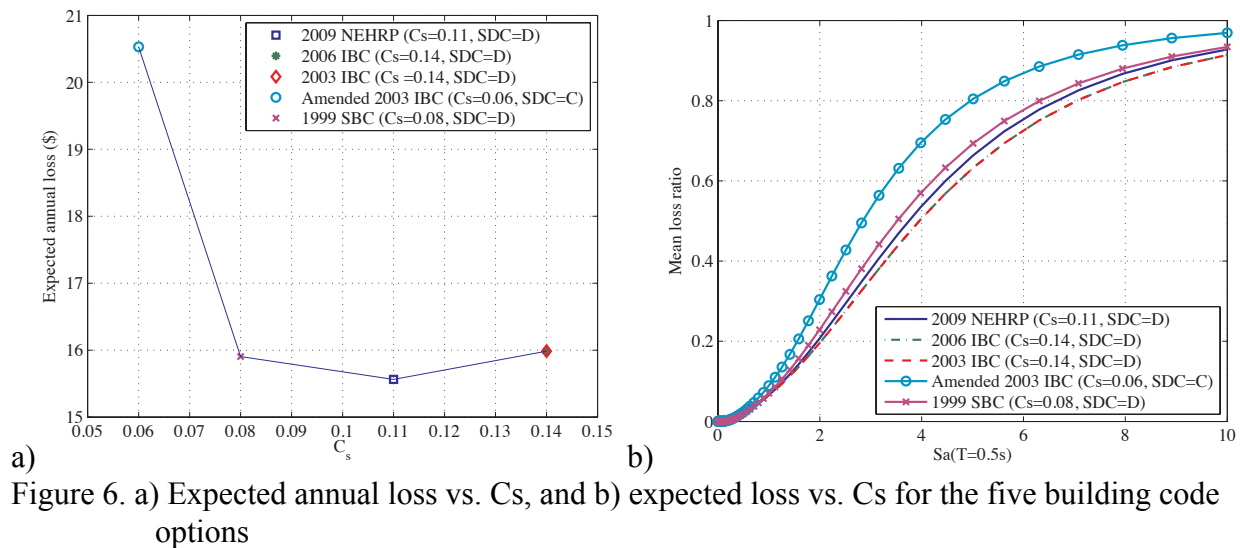 21
20
19
18
17
16
15
Expected annual loss ($)
2009 NEHRP (Cs=0.11, SDC=D)
2006 IBC (Cs=0.14, SDC=D)
2003 IBC (Cs =0.14, SDC=D)
Amended 2003 IBC (Cs=0.06, SDC=C)
1999 SBC (Cs=0.08, SDC=D)
0.05 0.06 0.07 0.08 0.09 0.1 0.11 0.12 0.13 0.14 0.15
Cs
a)
1
0.8
0.6
0.4
0.2
0
Mean loss ratio
2009 NEHRP (Cs=0.11, SDC=D)
2006 IBC (Cs=0.14, SDC=D)
2003 IBC (Cs=0.14, SDC=D)
Amended 2003 IBC (Cs=0.06, SDC=C)
1999 SBC (Cs=0.08, SDC=D)
0 2 4 6 8 10
Sa(T=0.5s)
b)
Figure 6. a) Expected annual loss vs. Cs, and b) expected loss vs. Cs for the five building code
options